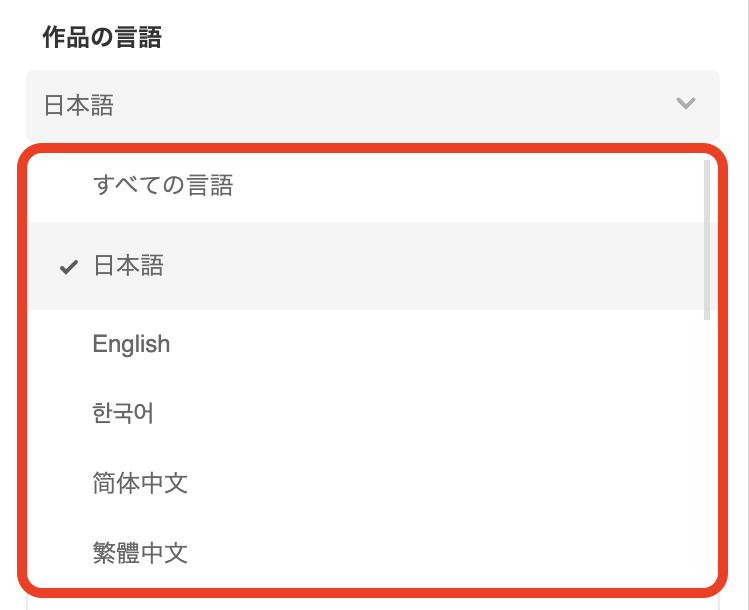 作品の言語
日本語
すべての言語
日本語
English
한국어
简体中文
繁體中文